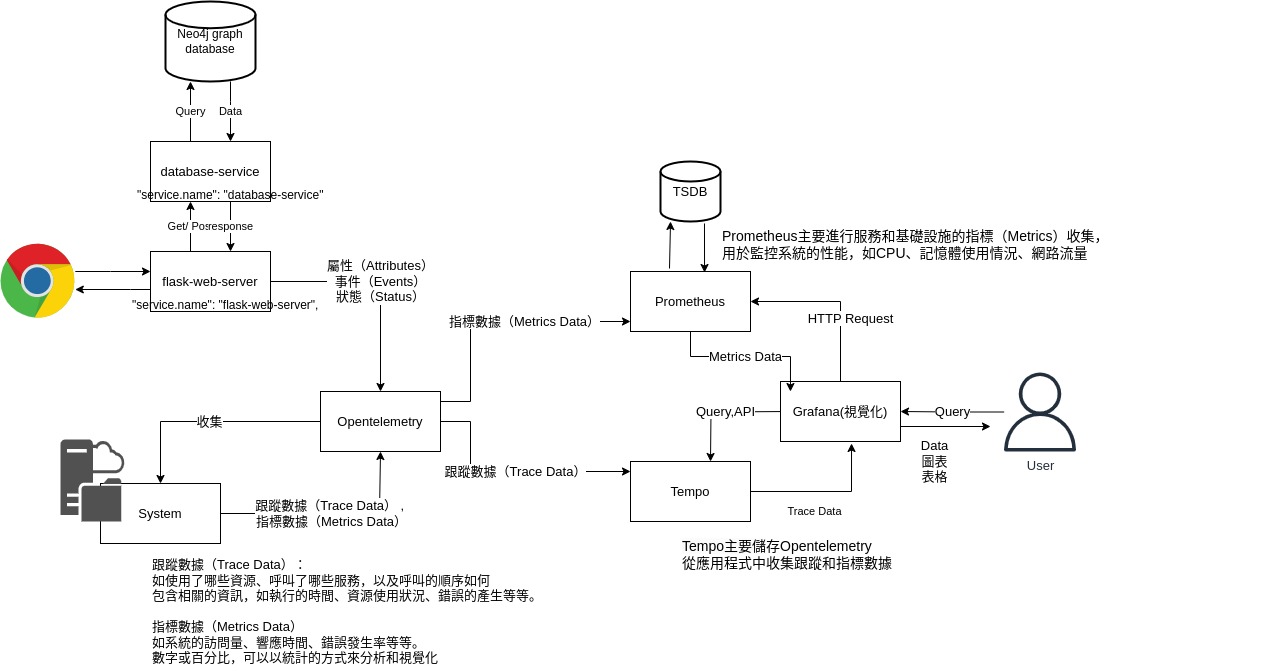 Neo4j graph
database
Query
Data
database-service
"service.name": "database-service"
Get/ Pos
response
flask-web-server
"service.name": "flask-web-server",
屬性（Attributes）
事件（Events）
狀態（Status）
TSDB
Prometheus主要進行服務和基礎設施的指標（Metrics）收集，
用於監控系統的性能，如CPU、記憶體使用情況、網路流量
Prometheus
指標數據（Metrics Data）
HTTP Request
Metrics Data
Opentelemetry
收集
Query,API
Grafana(視覺化)
Query
Data
圖表
表格
User
跟蹤數據（Trace Data）
Tempo
Trace Data
System
跟蹤數據（Trace Data） ,
指標數據（Metrics Data）
Tempo主要儲存Opentelemetry
從應用程式中收集跟蹤和指標數據
跟蹤數據（Trace Data）：
如使用了哪些資源、呼叫了哪些服務，以及呼叫的順序如何
包含相關的資訊，如執行的時間、資源使用狀況、錯誤的產生等等。
指標數據（Metrics Data）
如系統的訪問量、響應時間、錯誤發生率等等。
數字或百分比，可以以統計的方式來分析和視覺化